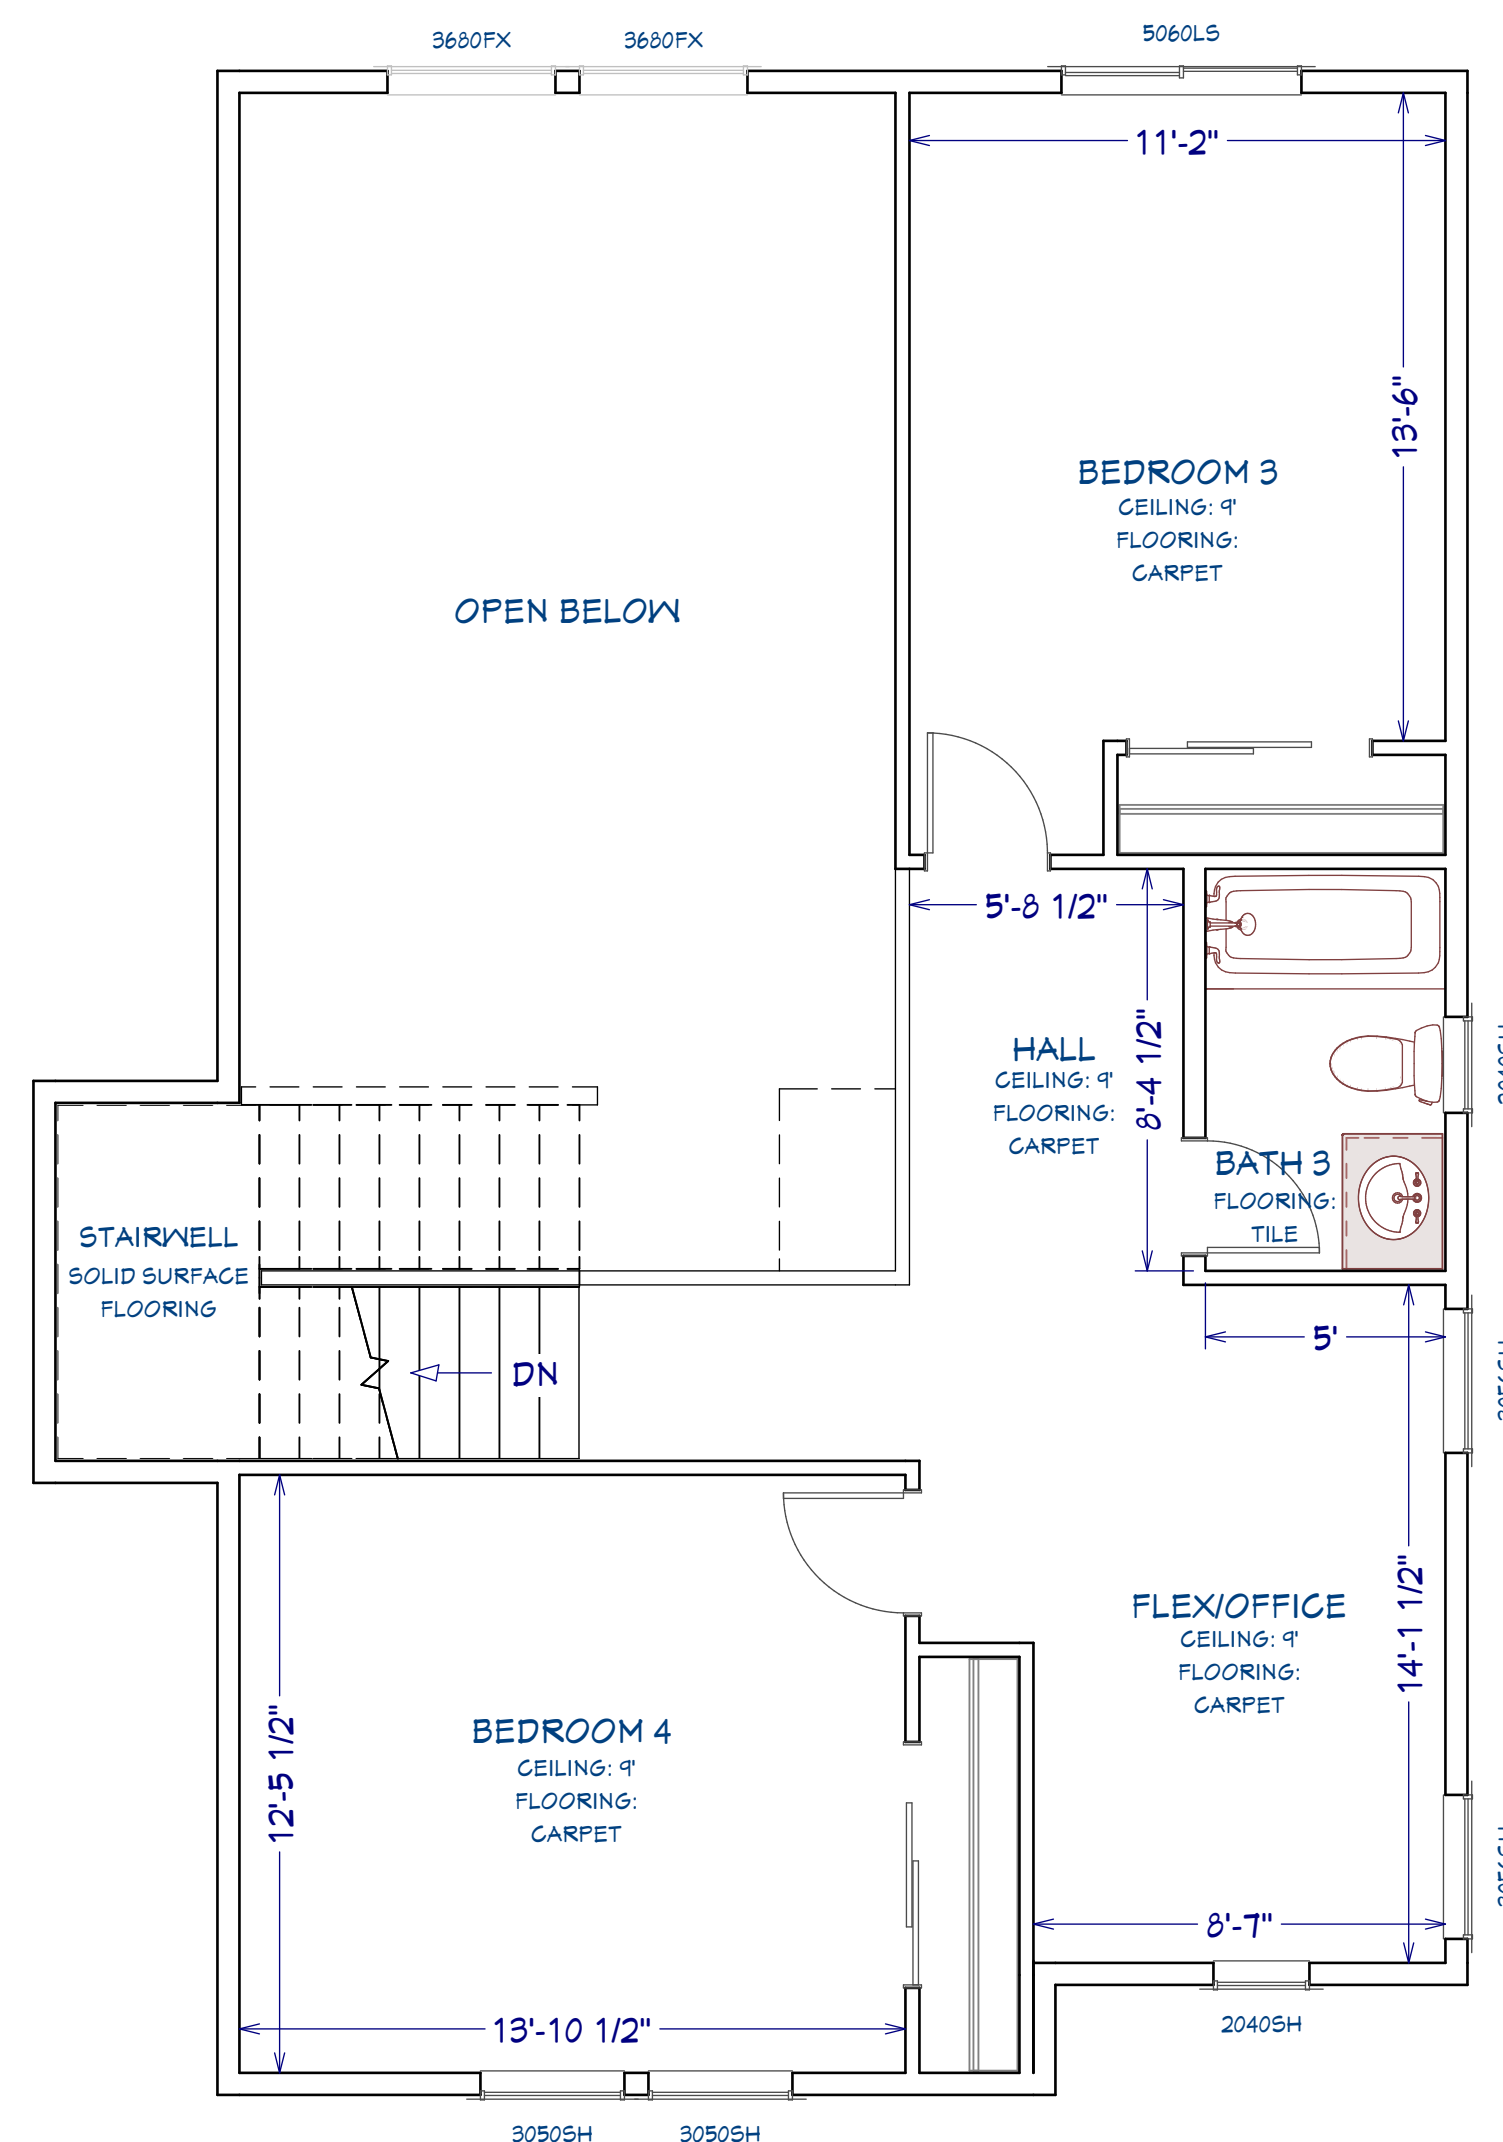 3680FX
3680FX
5060LS
11'-2"
13'-6"
BEDROOM 3
CEILING: 9'
FLOORING:
CARPET
OPEN BELOW
5'-8 1/2"
8'-4 1/2"
HALL
CEILING: 9'
FLOORING:
CARPET
BATH 3
FLOORING:
TILE
STAIRWELL
SOLID SURFACE
FLOORING
DN
5'
FLEX/OFFICE
CEILING: 9'
FLOORING:
CARPET
14'-1 1/2"
BEDROOM 4
CEILING: 9'
FLOORING:
CARPET
12'-5 1/2"
8'-7"
13'-10 1/2"
2040SH
3050SH
3050SH